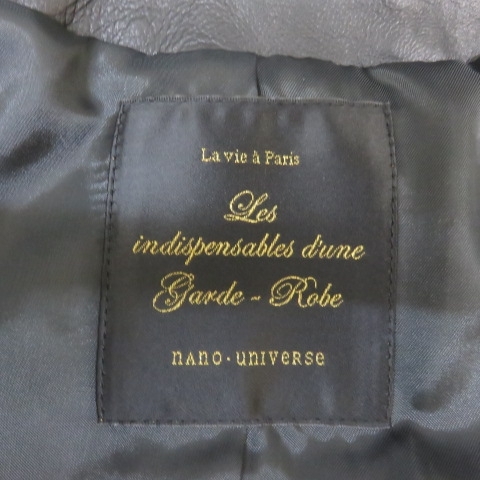 La vie à Paris
Les
indispensables d'une
Garde - Robe
nano·universe